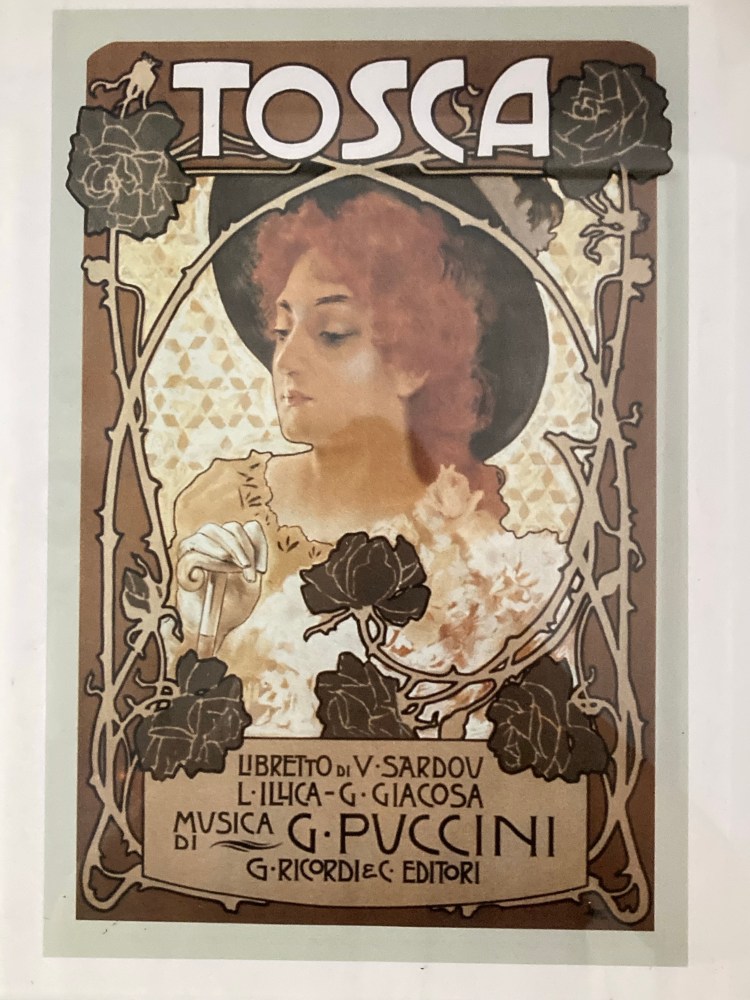 TOSCA
LIBRETTO DI V·SARDOU
L·ILLICA-G·GIACOSA
MUSICA DI G·PUCCINI
G·RICORDI & C· EDITORI